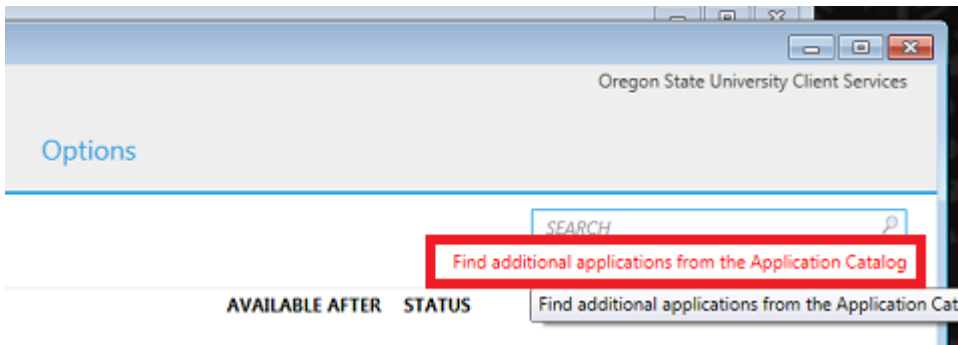 Oregon State University Client Services
Options
SEARCH
Find additional applications from the Application Catalog
AVAILABLE AFTER STATUS
Find additional applications from the Application Cat